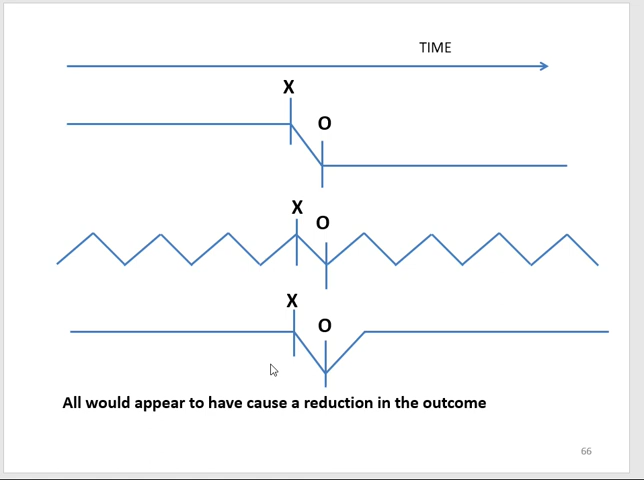 TIME
X
O
X
O
X
O
All would appear to have cause a reduction in the outcome
66